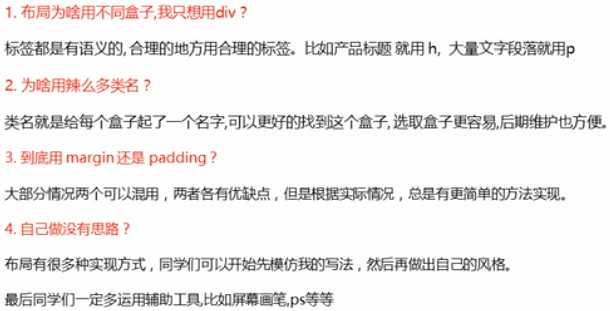 1. 布局为啥用不同盒子,我只想用div？
标签都是有语义的, 合理的地方用合理的标签。比如产品标题 就用 h, 大量文字段落就用p
2. 为啥用辣么多类名？
类名就是给每个盒子起了一个名字,可以更好的找到这个盒子, 选取盒子更容易,后期维护也方便。
3. 到底用 margin 还是 padding？
大部分情况两个可以混用，两者各有优缺点，但是根据实际情况，总是有更简单的方法实现。
4. 自己做没有思路？
布局有很多种实现方式，同学们可以开始先模仿我的写法，然后再做出自己的风格。
最后同学们一定多运用辅助工具,比如屏幕画笔,ps等等